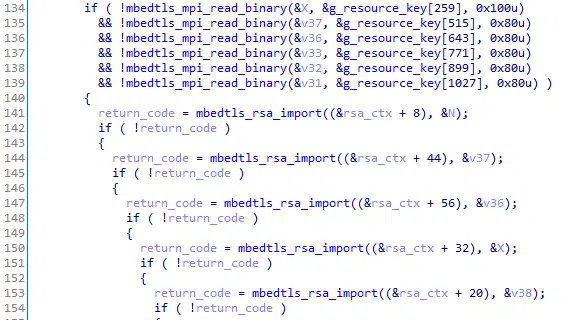 134 if ( !mbedtls_mpi_read_binary(&X, &g_resource_key[259], 0x100u)
135 && !mbedtls_mpi_read_binary(&v37, &g_resource_key[515], 0x80u)
136 && !mbedtls_mpi_read_binary(&v36, &g_resource_key[643], 0x80u)
137 && !mbedtls_mpi_read_binary(&v33, &g_resource_key[771], 0x80u)
138 && !mbedtls_mpi_read_binary(&v32, &g_resource_key[899], 0x80u)
139 && !mbedtls_mpi_read_binary(&v31, &g_resource_key[1027], 0x80u) )
140 {
141 return_code = mbedtls_rsa_import((&rsa_ctx + 8), &N);
142 if ( !return_code )
143 {
144 return_code = mbedtls_rsa_import((&rsa_ctx + 44), &v37);
145 if ( !return_code )
146 {
147 return_code = mbedtls_rsa_import((&rsa_ctx + 56), &v36);
148 if ( !return_code )
149 {
150 return_code = mbedtls_rsa_import((&rsa_ctx + 32), &X);
151 if ( !return_code )
152 {
153 return_code = mbedtls_rsa_import((&rsa_ctx + 20), &v38);
154 if ( !return_code )